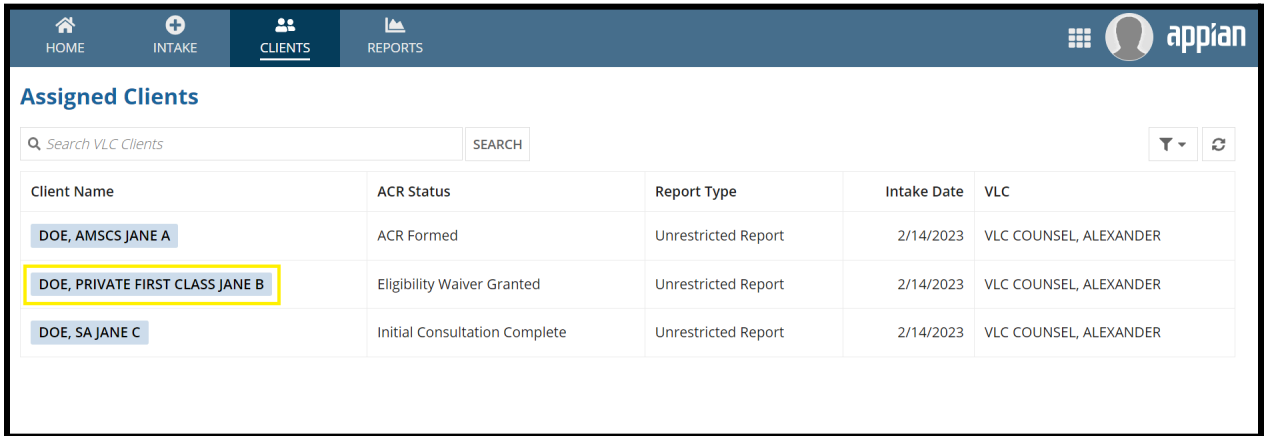 HOME INTAKE CLIENTS REPORTS appian
Assigned Clients
Search VLC Clients SEARCH
Client Name ACR Status Report Type Intake Date VLC
DOE, AMSCS JANE A ACR Formed Unrestricted Report 2/14/2023 VLC COUNSEL, ALEXANDER
DOE, PRIVATE FIRST CLASS JANE B Eligibility Waiver Granted Unrestricted Report 2/14/2023 VLC COUNSEL, ALEXANDER
DOE, SA JANE C Initial Consultation Complete Unrestricted Report 2/14/2023 VLC COUNSEL, ALEXANDER